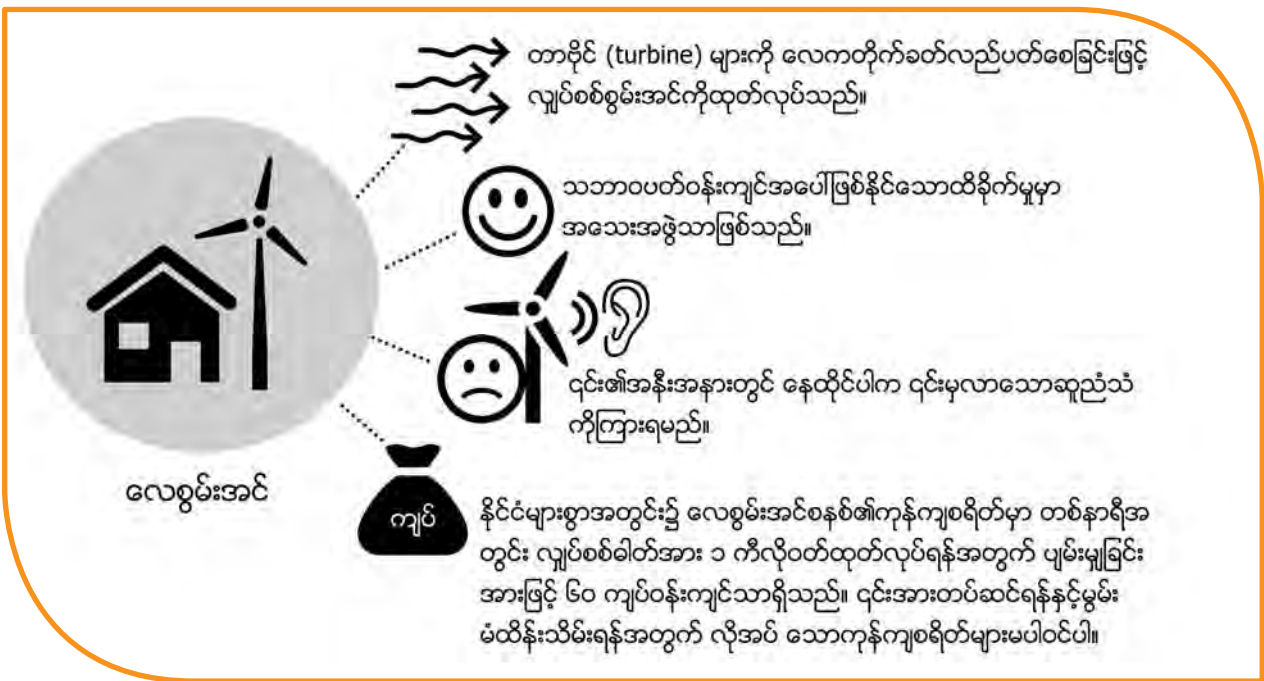 တာဗိုင် (turbine) များကို လေကတိုက်ခတ်လည်ပတ်စေခြင်းဖြင့်
လျှပ်စစ်စွမ်းအင်ကိုထုတ်လုပ်သည်။
သဘာဝပတ်ဝန်းကျင်အပေါ်ဖြစ်နိုင်သောထိခိုက်မှုမှာ
အသေးအဖွဲသာဖြစ်သည်။
၎င်း၏အနီးအနားတွင် နေထိုင်ပါက ၎င်းမှလာသောဆူညံသံ
ကိုကြားရမည်။
လေစွမ်းအင်
ကျပ်
နိုင်ငံများစွာအတွင်း၌ လေစွမ်းအင်စနစ်၏ကုန်ကျစရိတ်မှာ တစ်နာရီအ
တွင်း လျှပ်စစ်ဓါတ်အား ၁ ကီလိုဝတ်ထုတ်လုပ်ရန်အတွက် ပျမ်းမျှခြင်း
အားဖြင့် ၆၀ ကျပ်ဝန်းကျင်သာရှိသည်။ ၎င်းအားတပ်ဆင်ရန်နှင့်မွမ်း
မံထိန်းသိမ်းရန်အတွက် လိုအပ် သောကုန်ကျစရိတ်များမပါဝင်ပါ။